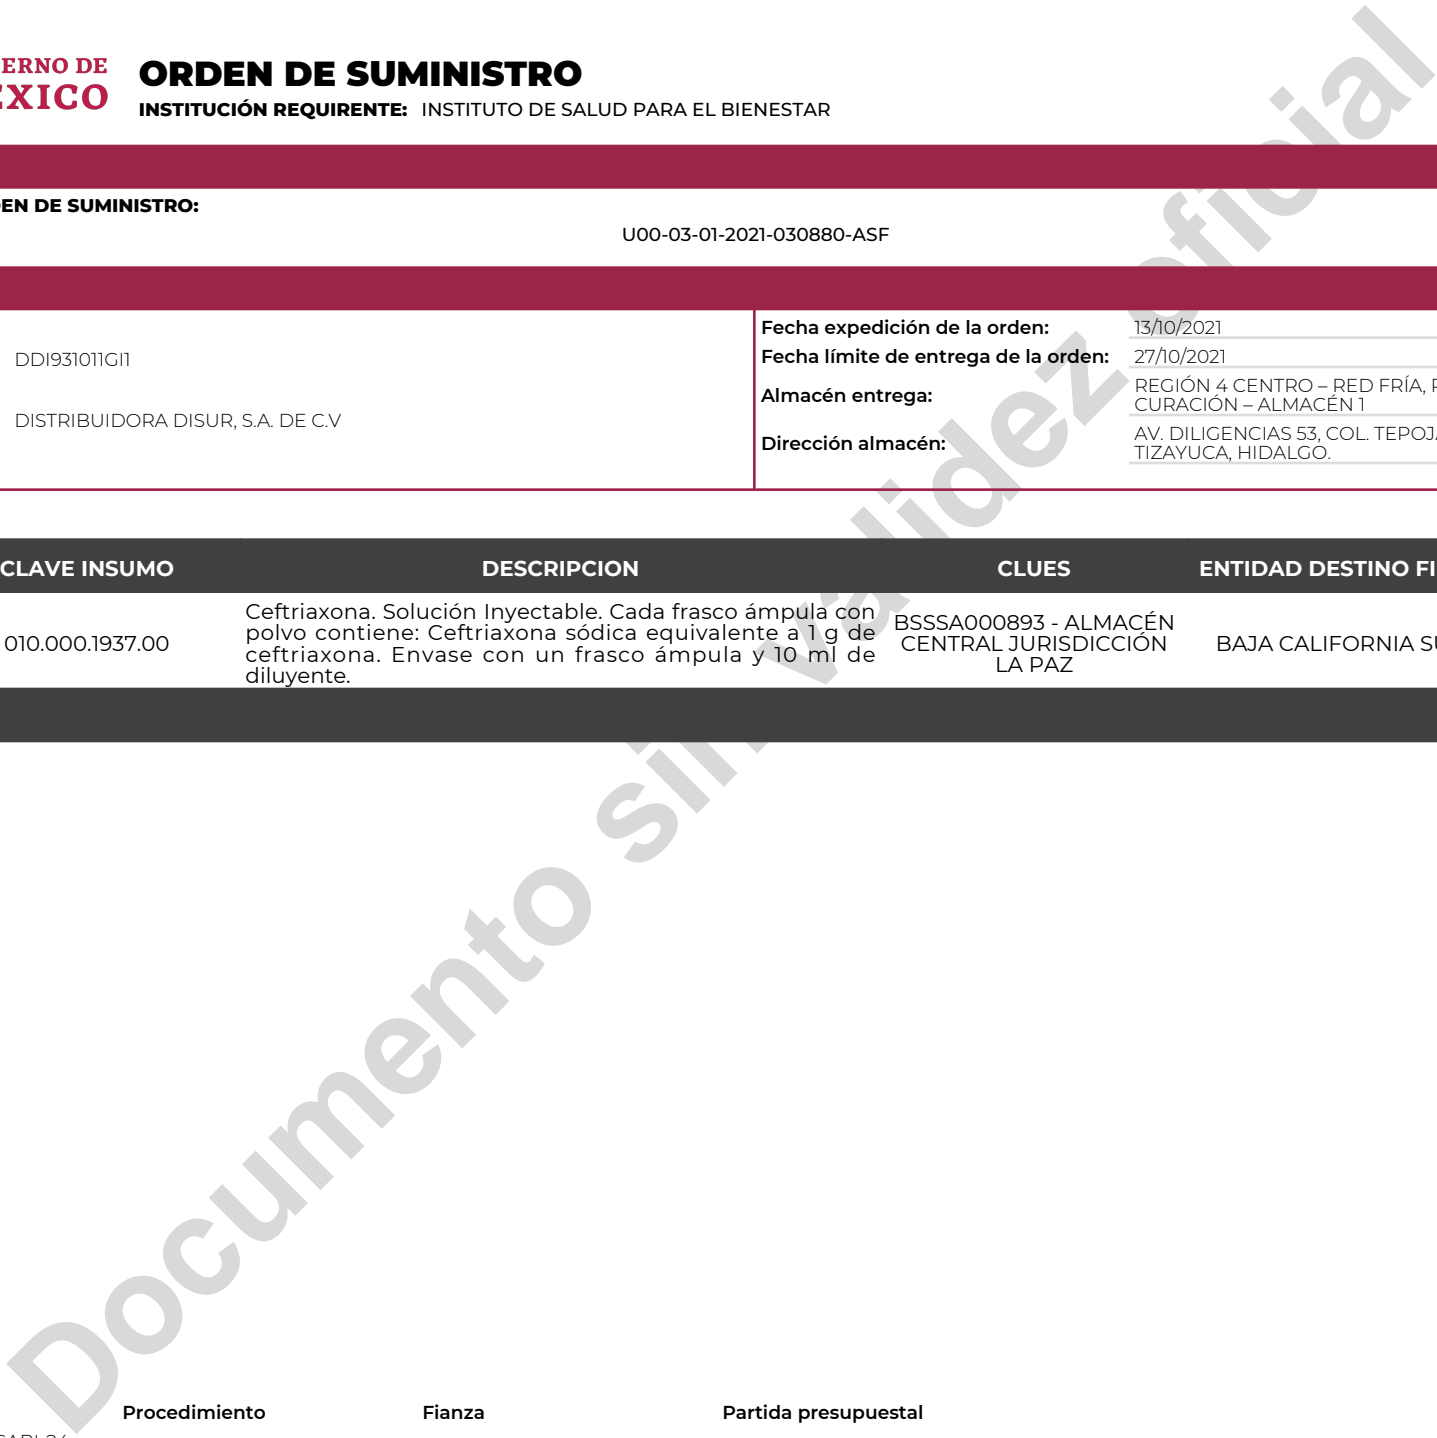 ERNO DE
EXICO
ORDEN DE SUMINISTRO
INSTITUCIÓN REQUIRENTE: INSTITUTO DE SALUD PARA EL BIENESTAR
EN DE SUMINISTRO:
U00-03-01-2021-030880-ASF
DDI931011GI1
DISTRIBUIDORA DISUR, S.A. DE C.V
Fecha expedición de la orden: 13/10/2021
Fecha límite de entrega de la orden: 27/10/2021
Almacén entrega: REGIÓN 4 CENTRO – RED FRÍA,
CURACIÓN – ALMACÉN 1
Dirección almacén: AV. DILIGENCIAS 53, COL. TEPOJA
TIZAYUCA, HIDALGO.
CLAVE INSUMO DESCRIPCION CLUES ENTIDAD DESTINO FI
010.000.1937.00
Ceftriaxona. Solución Inyectable. Cada frasco ámpula con
polvo contiene: Ceftriaxona sódica equivalente a 1 g de
ceftriaxona. Envase con un frasco ámpula y 10 ml de
diluyente.
BSSSA000893 - ALMACÉN
CENTRAL JURISDICCIÓN
LA PAZ
BAJA CALIFORNIA SU
Documento sin validez oficial
Procedimiento Fianza Partida presupuestal